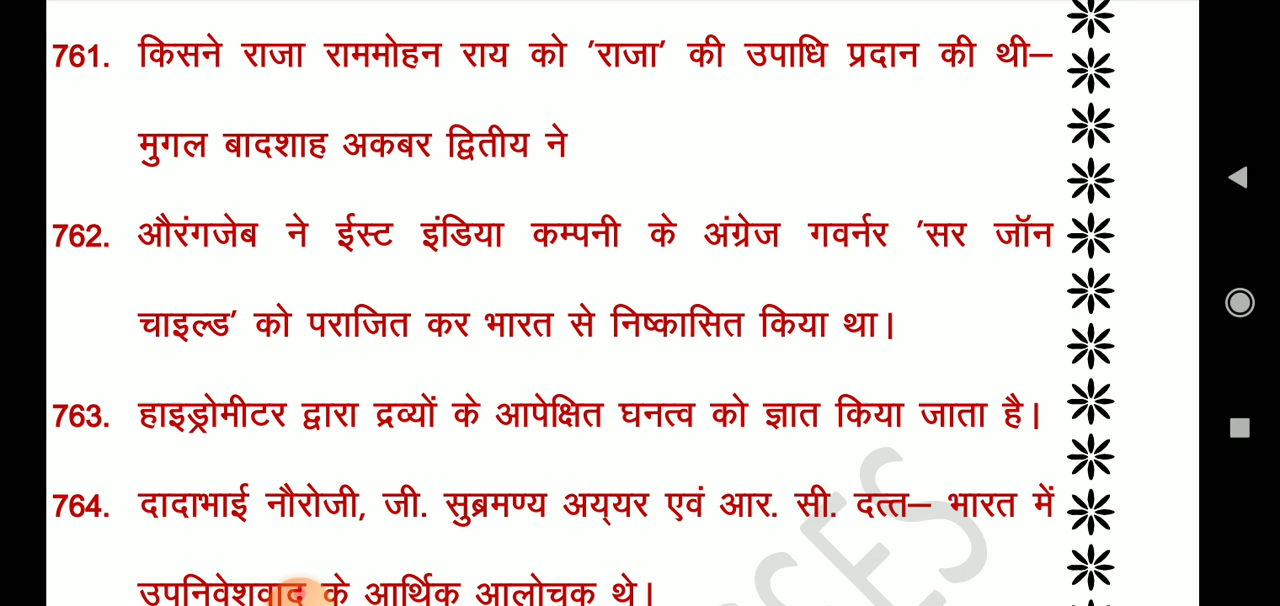 761. किसने राजा राममोहन राय को 'राजा' की उपाधि प्रदान की थी–
मुगल बादशाह अकबर द्वितीय ने
762. औरंगजेब ने ईस्ट इंडिया कम्पनी के अंग्रेज गवर्नर 'सर जॉन
चाइल्ड' को पराजित कर भारत से निष्कासित किया था।
763. हाइड्रोमीटर द्वारा द्रव्यों के आपेक्षित घनत्व को ज्ञात किया जाता है।
764. दादाभाई नौरोजी, जी. सुब्रमण्य अय्‌यर एवं आर. सी. दत्त– भारत में
उपनिवेशवाद के आर्थिक आलोचक थे।